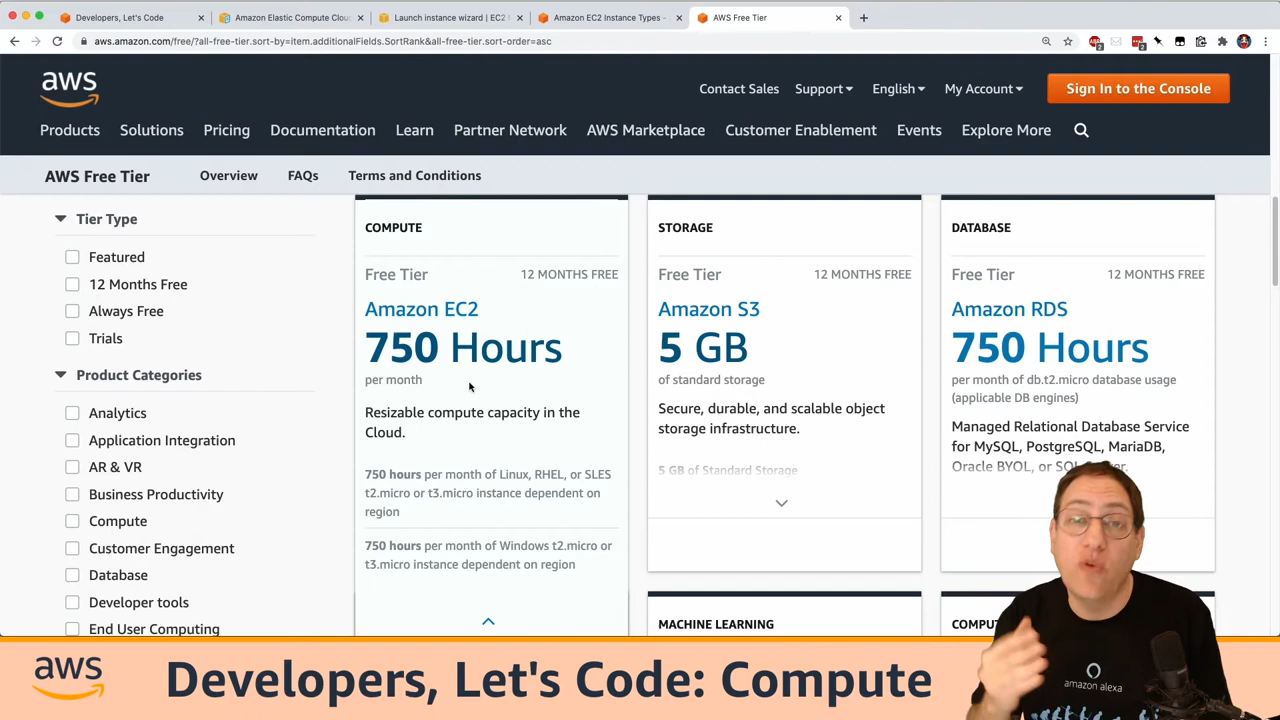 Developers, Let's Code
Amazon Elastic Compute Clou
Launch instance wizard | EC2
Amazon EC2 Instance Types -
AWS Free Tier
aws.amazon.com/free/?all-free-tier.sort-by=item.additionalFields.SortRank&all-free-tier.sort-order=asc
aws
Contact Sales Support English My Account Sign In to the Console
Products Solutions Pricing Documentation Learn Partner Network AWS Marketplace Customer Enablement Events Explore More
AWS Free Tier Overview FAQs Terms and Conditions
Tier Type
Featured
12 Months Free
Always Free
Trials
Product Categories
Analytics
Application Integration
AR & VR
Business Productivity
Compute
Customer Engagement
Database
Developer tools
End User Computing
COMPUTE
Free Tier 12 MONTHS FREE
Amazon EC2
750 Hours
per month
Resizable compute capacity in the
Cloud.
750 hours per month of Linux, RHEL, or SLES
t2.micro or t3.micro instance dependent on
region
750 hours per month of Windows t2.micro or
t3.micro instance dependent on region
STORAGE
Free Tier 12 MONTHS FREE
Amazon S3
5 GB
of standard storage
Secure, durable, and scalable object
storage infrastructure.
5 GB of Standard Storage
DATABASE
Free Tier 12 MONTHS FREE
Amazon RDS
750 Hours
per month of db.t2.micro database usage
(applicable DB engines)
Managed Relational Database Service
for MySQL, PostgreSQL, MariaDB,
Oracle BYOL, or SQL Server.
MACHINE LEARNING
COMPU
amazon alexa
aws
Developers, Let's Code: Compute